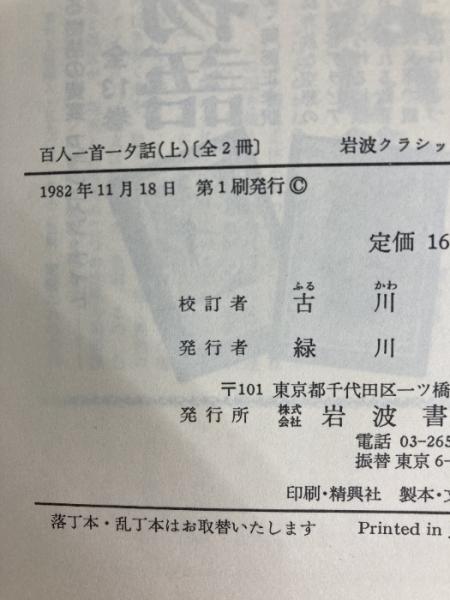 百人一首一夕話(上)〔全2冊〕 岩波クラシッ
1982年11月18日 第1刷発行©
定価 16
ふる かわ
校訂者 古川
発行者 緑川
〒101 東京都千代田区一ツ橋
発行所 株式会社 岩波書
電話 03-265
振替 東京 6-
印刷・精興社 製本・
落丁本・乱丁本はお取替いたします Printed in